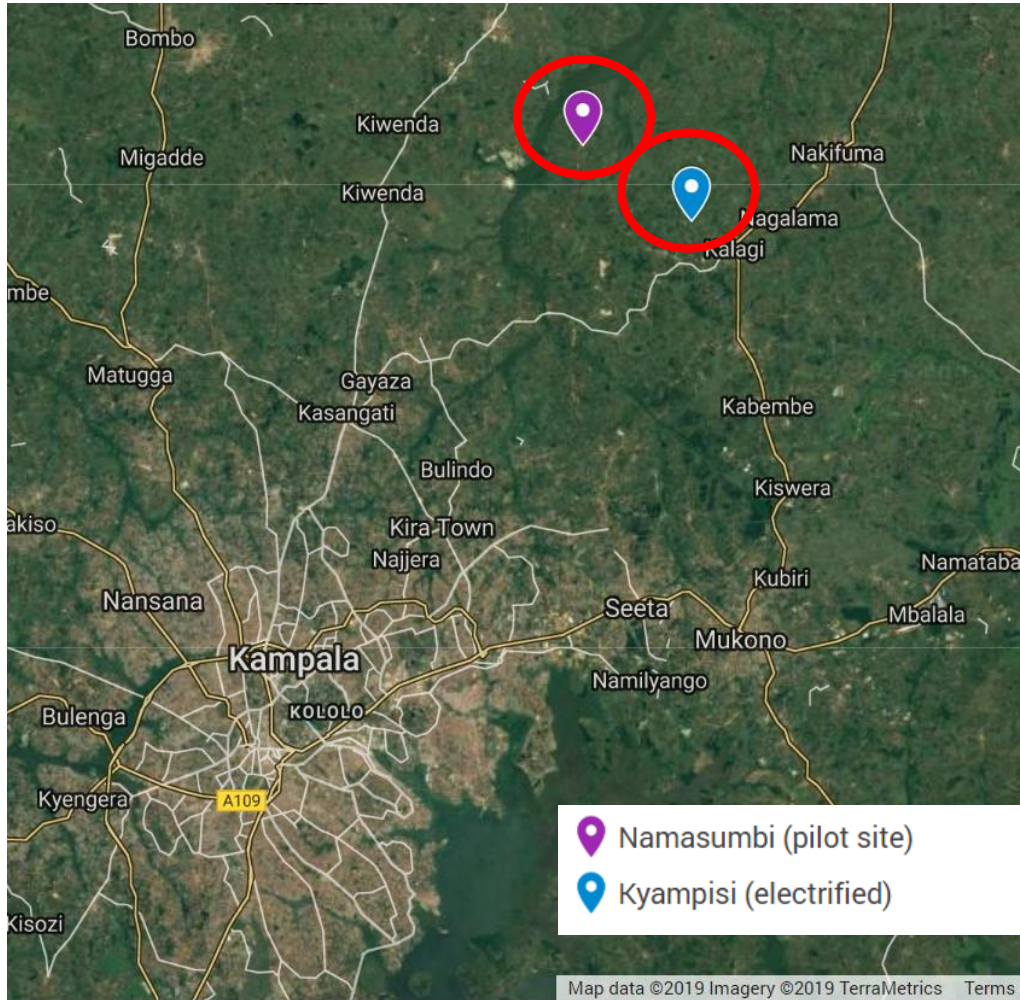 Bombo
Kiwenda
Migadde
Nakifuma
Kiwenda
Nagalama
Kalagi
mbe
Matugga
Gayaza
Kasangati
Kabembe
Bulindo
Kiswera
akiso
Kira Town
Najjera
Namataba
Kubiri
Nansana
Seeta
Mbalala
Mukono
Kampala
Namilyango
KOLOLO
Bulenga
Kyengera
A109
Namasumbi (pilot site)
Kyampisi (electrified)
Kisozi
Map data ©2019 Imagery ©2019 TerraMetrics Terms